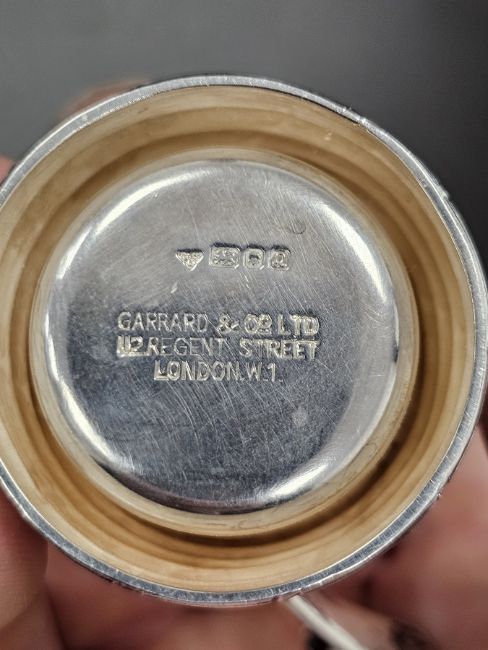 GARRARD & CO LTD
112 REGENT STREET
LONDON.W.1.